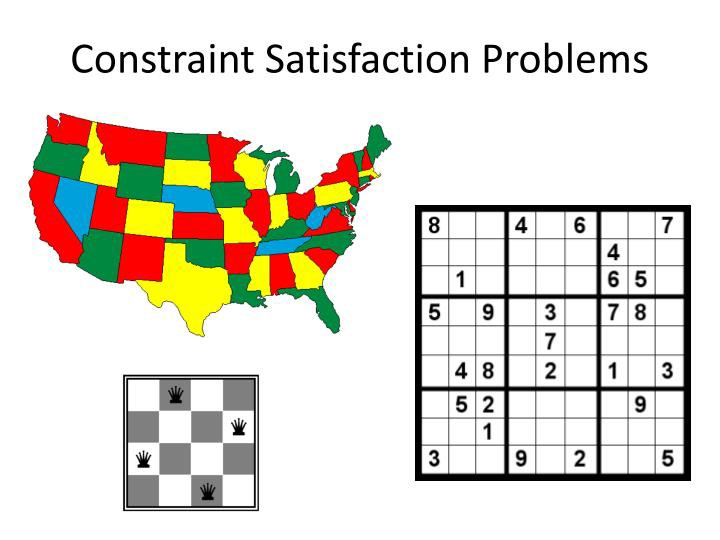 Constraint Satisfaction Problems
8 4 6 7
4
1 6 5
5 9 3 7 8
7
4 8 2 1 3
5 2 9
1
3 9 2 5